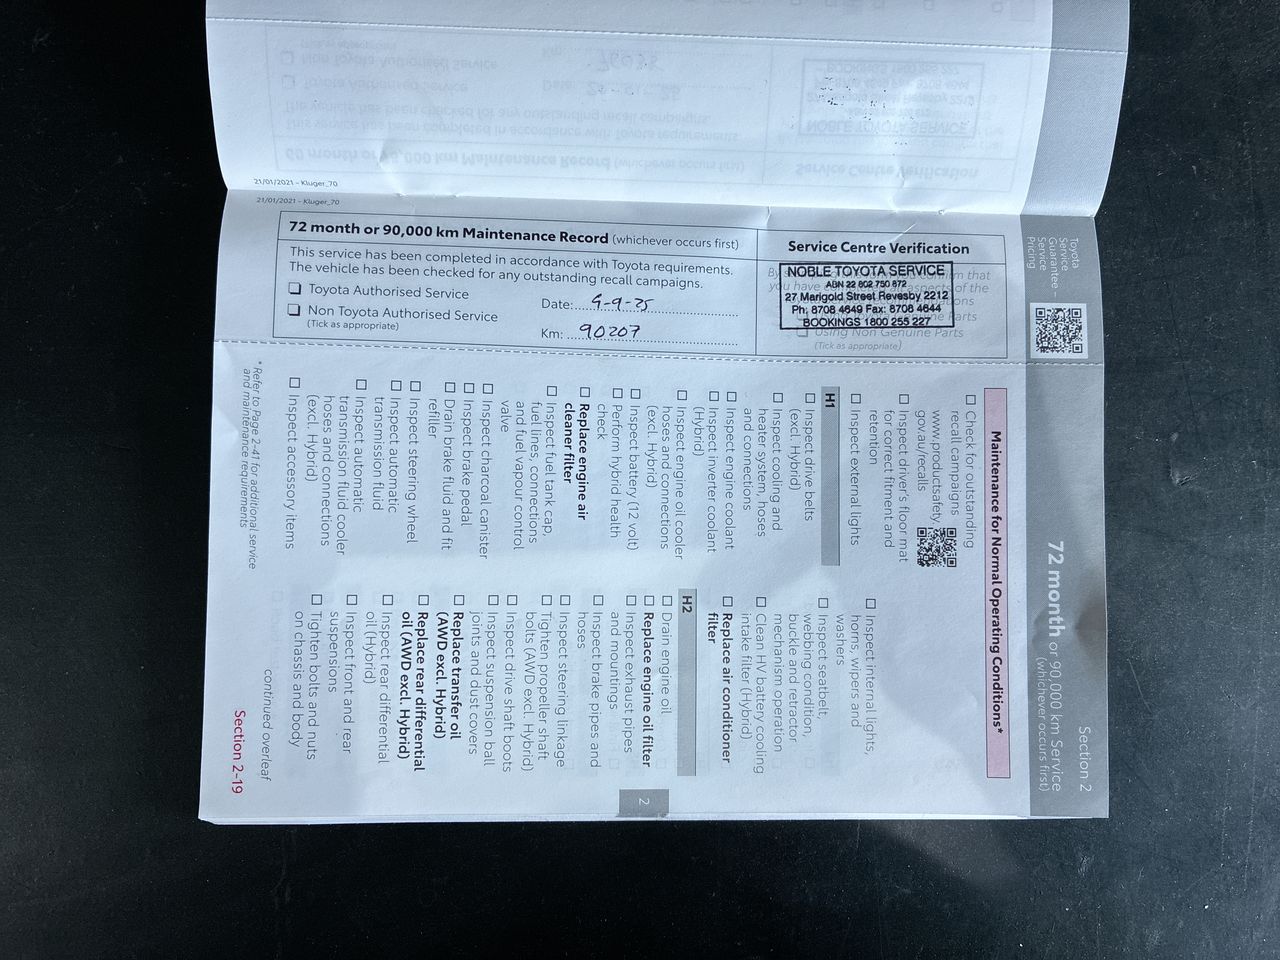 21/01/2021 – Kluger_70
21/01/2021 – Kluger_70
72 month or 90,000 km Maintenance Record (whichever occurs first)
This service has been completed in accordance with Toyota requirements.
The vehicle has been checked for any outstanding recall campaigns.
Toyota Authorised Service
Non Toyota Authorised Service
(Tick as appropriate)
Date: 4-9-25
Km: 90207
Service Centre Verification
NOBLE TOYOTA SERVICE
ABN 22 802 750 872
27 Marigold Street Revesby 2212
Ph: 8708 4649 Fax: 8708 4644
BOOKINGS 1800 255 227
Using Non Genuine Parts
(Tick as appropriate)
Toyota
Service
Guarantee –
Service
Pricing
Section 2
72 month or 90,000 km Service
(whichever occurs first)
Maintenance for Normal Operating Conditions*
Check for outstanding
recall campaigns
www.productsafety.
gov.au/recalls
Inspect driver's floor mat
for correct fitment and
retention
Inspect external lights
H1
Inspect drive belts
(excl. Hybrid)
Inspect cooling and
heater system, hoses
and connections
Inspect engine coolant
Inspect inverter coolant
(Hybrid)
Inspect engine oil cooler
hoses and connections
(excl. Hybrid)
Inspect battery (12 volt)
Perform hybrid health
check
Replace engine air
cleaner filter
Inspect fuel tank cap,
fuel lines, connections
and fuel vapour control
valve
Inspect charcoal canister
Inspect brake pedal
Drain brake fluid and fit
refiller
Inspect steering wheel
Inspect automatic
transmission fluid
Inspect automatic
transmission fluid cooler
hoses and connections
(excl. Hybrid)
Inspect accessory items
Inspect internal lights,
horns, wipers and
washers
Inspect seatbelt,
webbing condition,
buckle and retractor
mechanism operation
Clean HV battery cooling
intake filter (Hybrid)
Replace air conditioner
filter
H2
Drain engine oil
Replace engine oil filter
Inspect exhaust pipes
and mountings
Inspect brake pipes and
hoses
Inspect steering linkage
Tighten propeller shaft
bolts (AWD excl. Hybrid)
Inspect drive shaft boots
Inspect suspension ball
joints and dust covers
Replace transfer oil
(AWD excl. Hybrid)
Replace rear differential
oil (AWD excl. Hybrid)
Inspect rear differential
oil (Hybrid)
Inspect front and rear
suspensions
Tighten bolts and nuts
on chassis and body
continued overleaf
* Refer to Page 2-41 for additional service
and maintenance requirements
2
Section 2–19